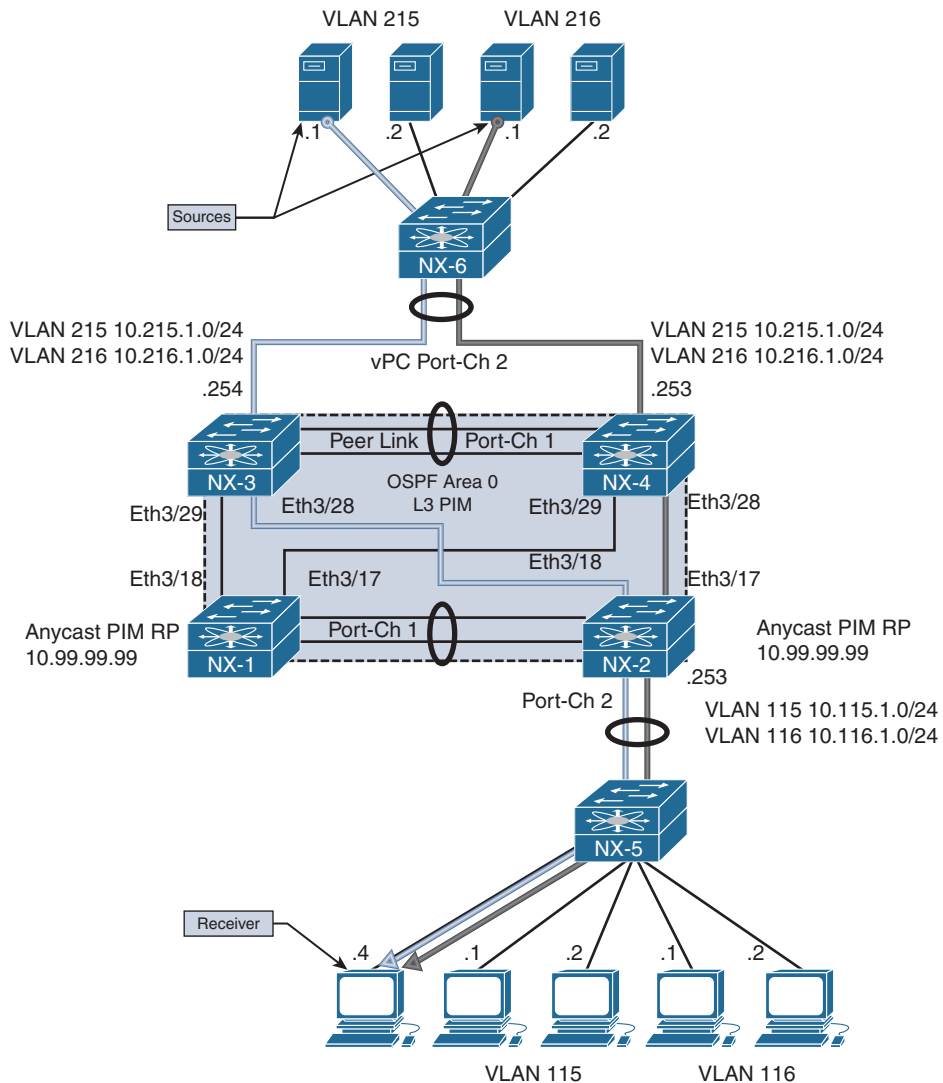 VLAN 215
VLAN 216
.1
.2
.1
.2
Sources
NX-6
VLAN 215 10.215.1.0/24
VLAN 216 10.216.1.0/24
VLAN 215 10.215.1.0/24
VLAN 216 10.216.1.0/24
vPC Port-Ch 2
.254
.253
Peer Link
Port-Ch 1
NX-3
NX-4
OSPF Area 0
L3 PIM
Eth3/29
Eth3/28
Eth3/29
Eth3/28
Eth3/18
Eth3/17
Eth3/18
Eth3/17
Anycast PIM RP
10.99.99.99
Port-Ch 1
NX-1
NX-2
Anycast PIM RP
10.99.99.99
.253
Port-Ch 2
VLAN 115 10.115.1.0/24
VLAN 116 10.116.1.0/24
NX-5
Receiver
.4
.1
.2
.1
.2
VLAN 115
VLAN 116